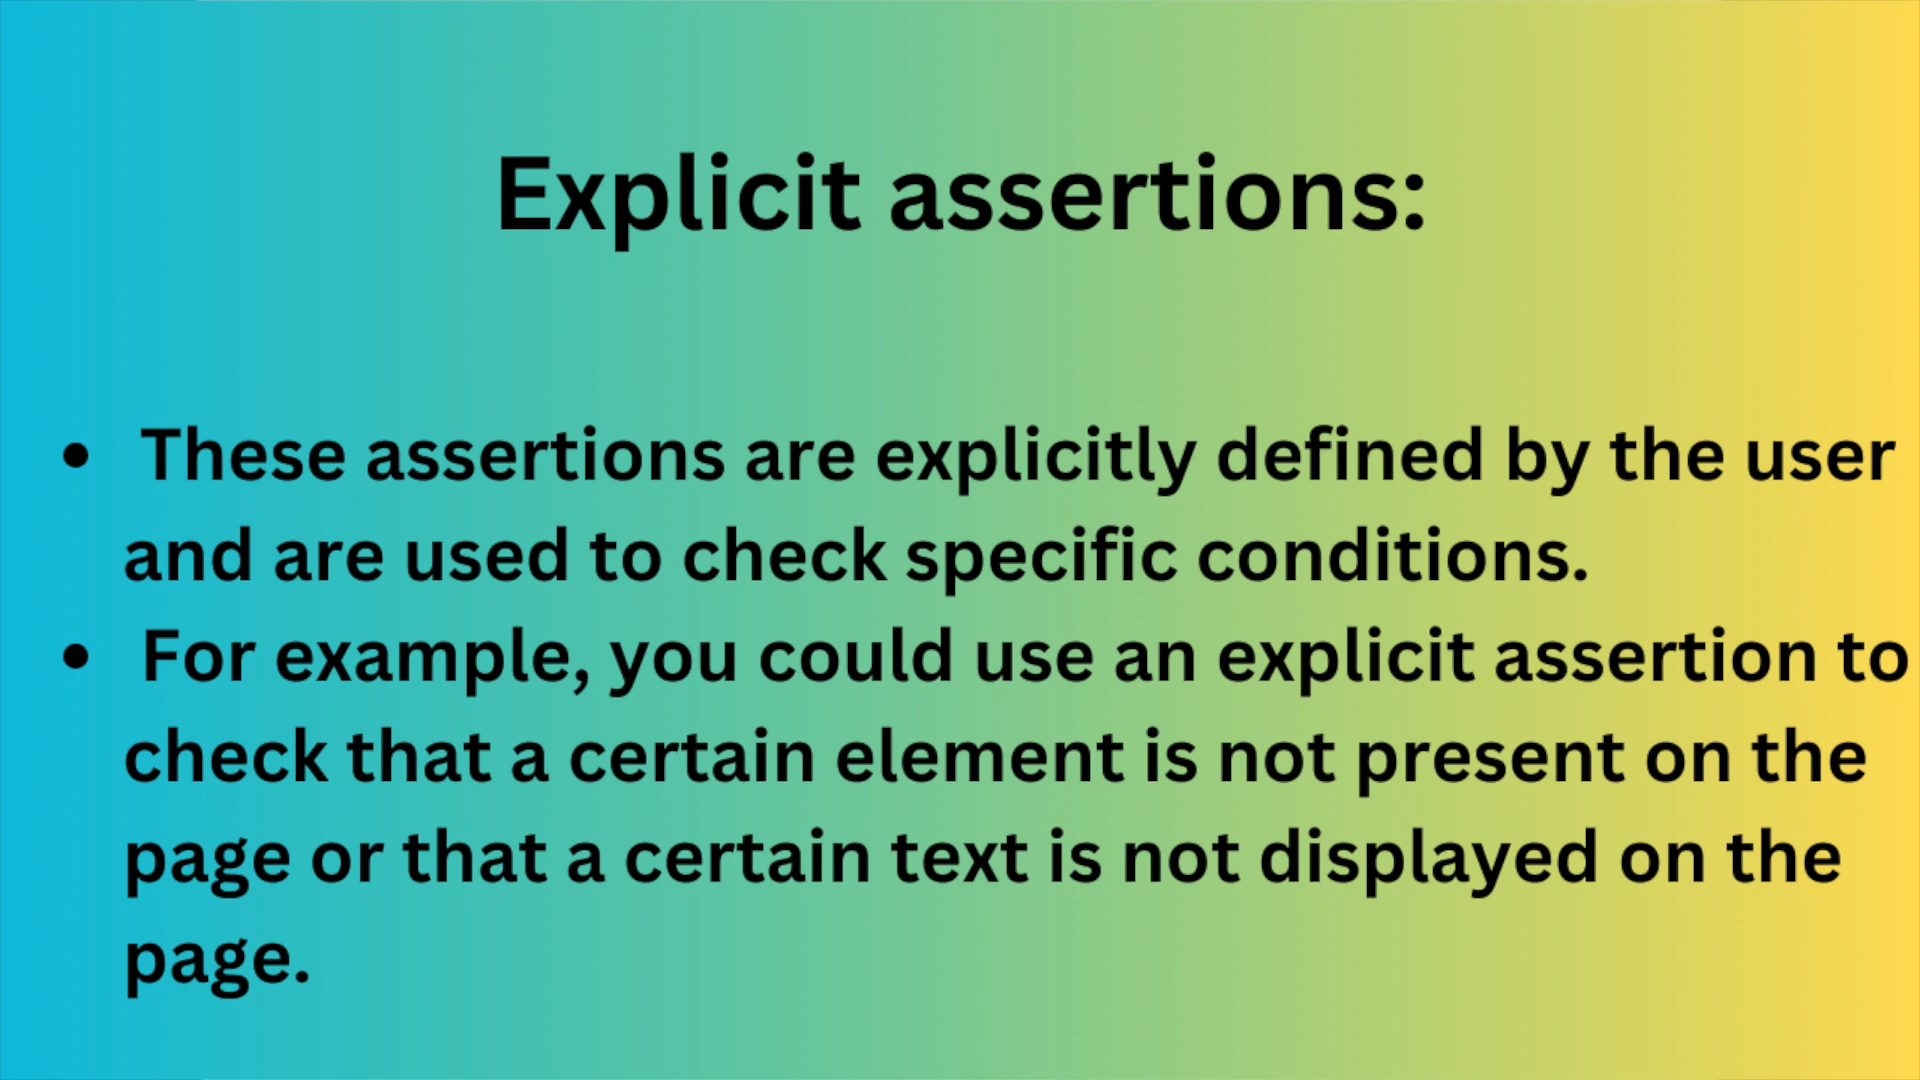 Explicit assertions:
• These assertions are explicitly defined by the user
and are used to check specific conditions.
• For example, you could use an explicit assertion to
check that a certain element is not present on the
page or that a certain text is not displayed on the
page.